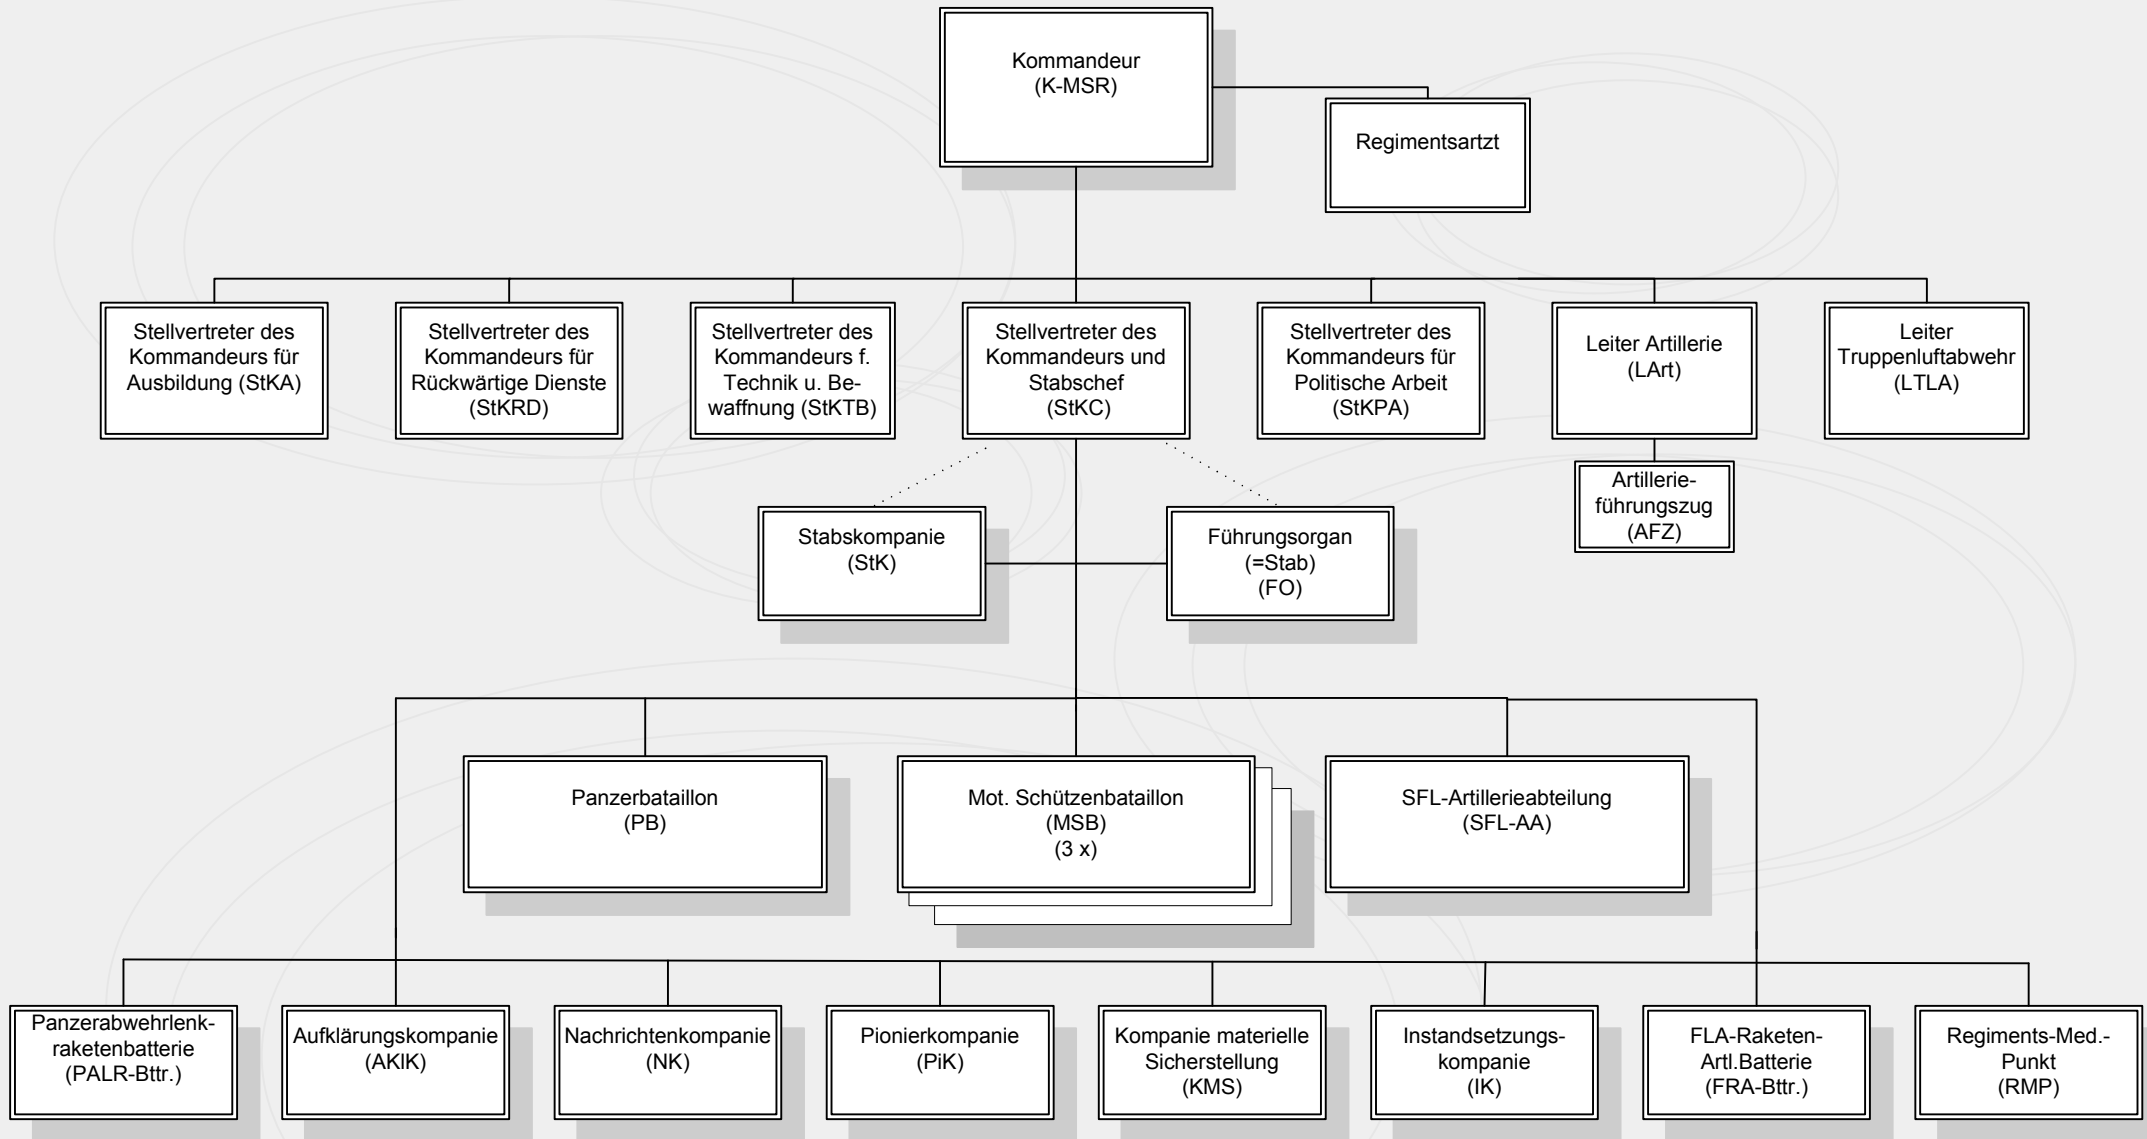 Kommandeur
(K-MSR)
Regimentsartzt
Stellvertreter des
Kommandeurs für
Ausbildung (StKA)
Stellvertreter des
Kommandeurs für
Rückwärtige Dienste
(StKRD)
Stellvertreter des
Kommandeurs f.
Technik u. Be-
waffnung (StKTB)
Stellvertreter des
Kommandeurs und
Stabschef
(StKC)
Stellvertreter des
Kommandeurs für
Politische Arbeit
(StKPA)
Leiter Artillerie
(LArt)
Leiter
Truppenluftabwehr
(LTLA)
Artillerie-
führungszug
(AFZ)
Stabskompanie
(StK)
Führungsorgan
(=Stab)
(FO)
Panzerbataillon
(PB)
Mot. Schützenbataillon
(MSB)
(3 x)
SFL-Artillerieabteilung
(SFL-AA)
Panzerabwehrlenk-
raketenbatterie
(PALR-Bttr.)
Aufklärungskompanie
(AKlK)
Nachrichtenkompanie
(NK)
Pionierkompanie
(PiK)
Kompanie materielle
Sicherstellung
(KMS)
Instandsetzungs-
kompanie
(IK)
FLA-Raketen-
Artl.Batterie
(FRA-Bttr.)
Regiments-Med.-
Punkt
(RMP)